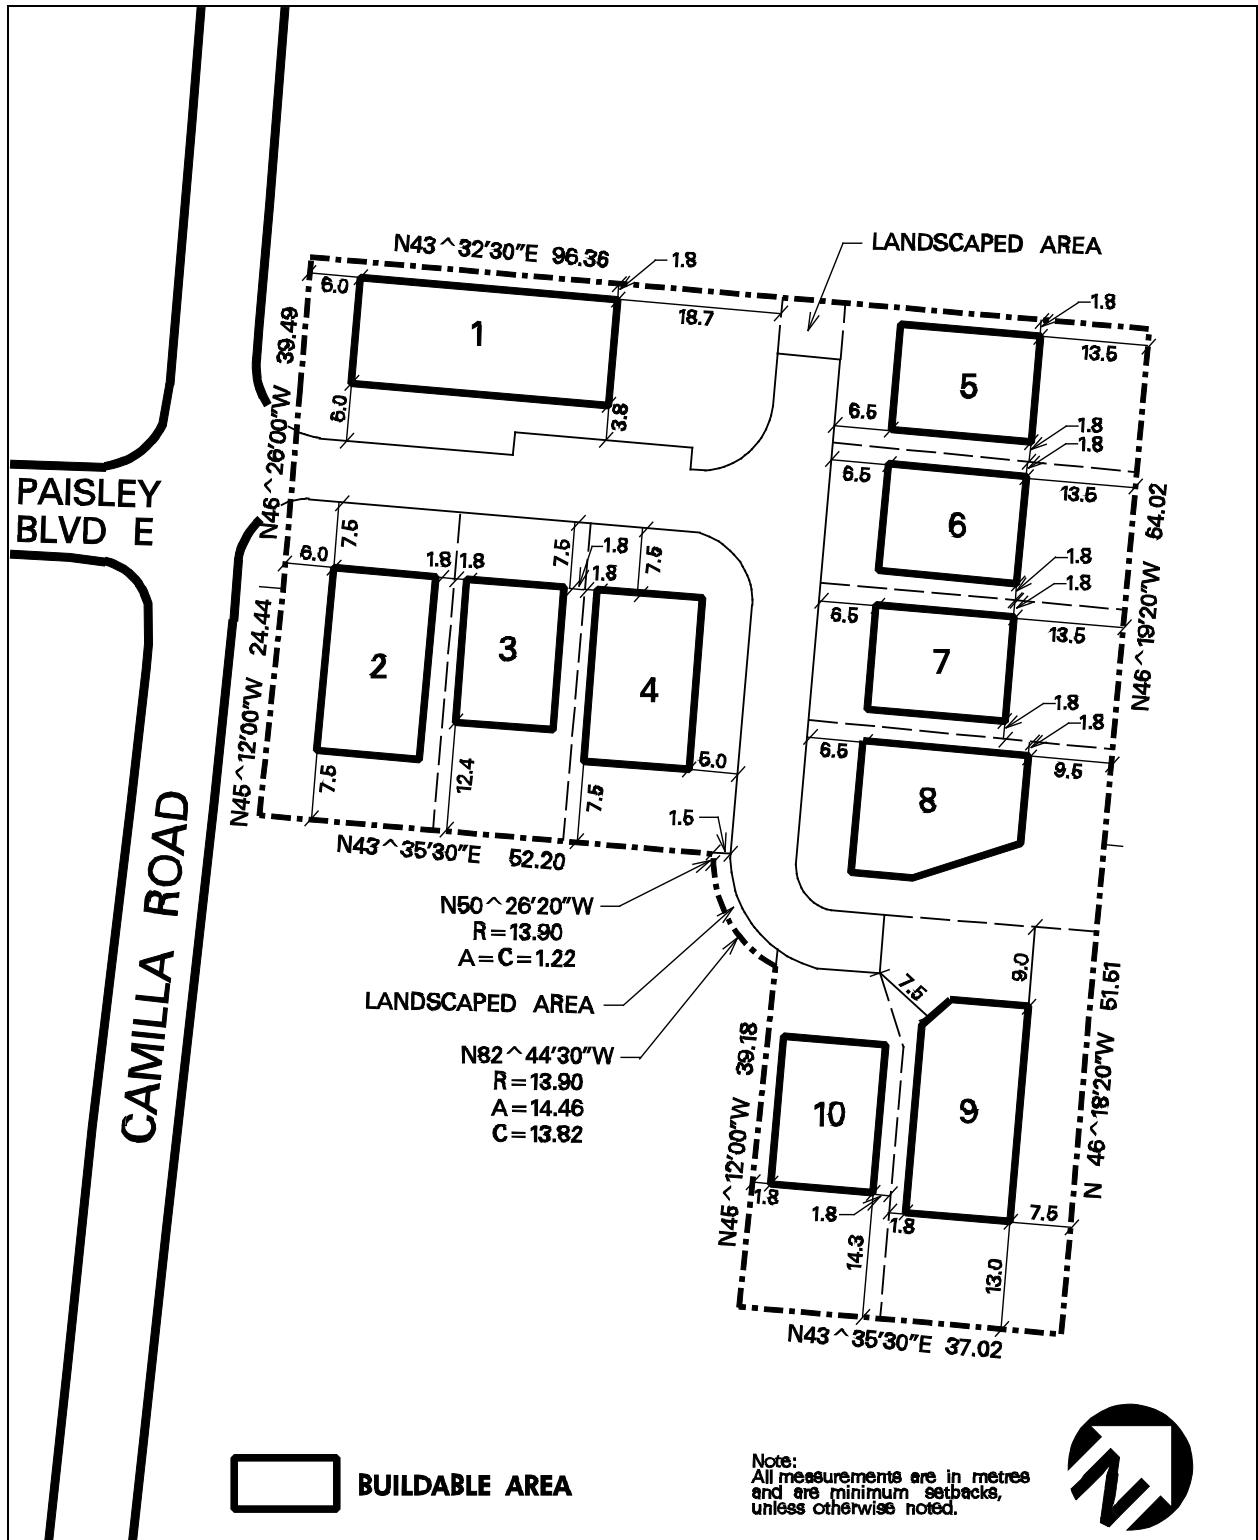 LANDSCAPED AREA
N43^32'30"E 96.36
1.8
6.0
18.7
1.8
13.5
N46^26'00"W 39.49
1
5
6.0
3.8
6.5
1.8
1.8
6.5
13.5
PAISLEY
BLVD E
6
N46^19'20"W 64.02
7.5
7.5
1.8
7.5
6.0
1.8
1.8
1.8
1.8
1.8
6.5
13.5
2
3
4
7
N45^12'00"W 24.44
1.8
1.8
6.5
9.5
7.5
12.4
7.5
5.0
8
1.5
N43^35'30"E 52.20
CAMILLA ROAD
N50^26'20"W
R=13.90
A=C=1.22
LANDSCAPED AREA
N82^44'30"W
R=13.90
A=14.46
C=13.82
7.5
9.0
N 46^18'20"W 51.51
N45^12'00"W 39.18
10
9
1.8
1.8
1.8
7.5
14.3
13.0
N43^35'30"E 37.02
BUILDABLE AREA
Note:
All measurements are in metres
and are minimum setbacks,
unless otherwise noted.
N